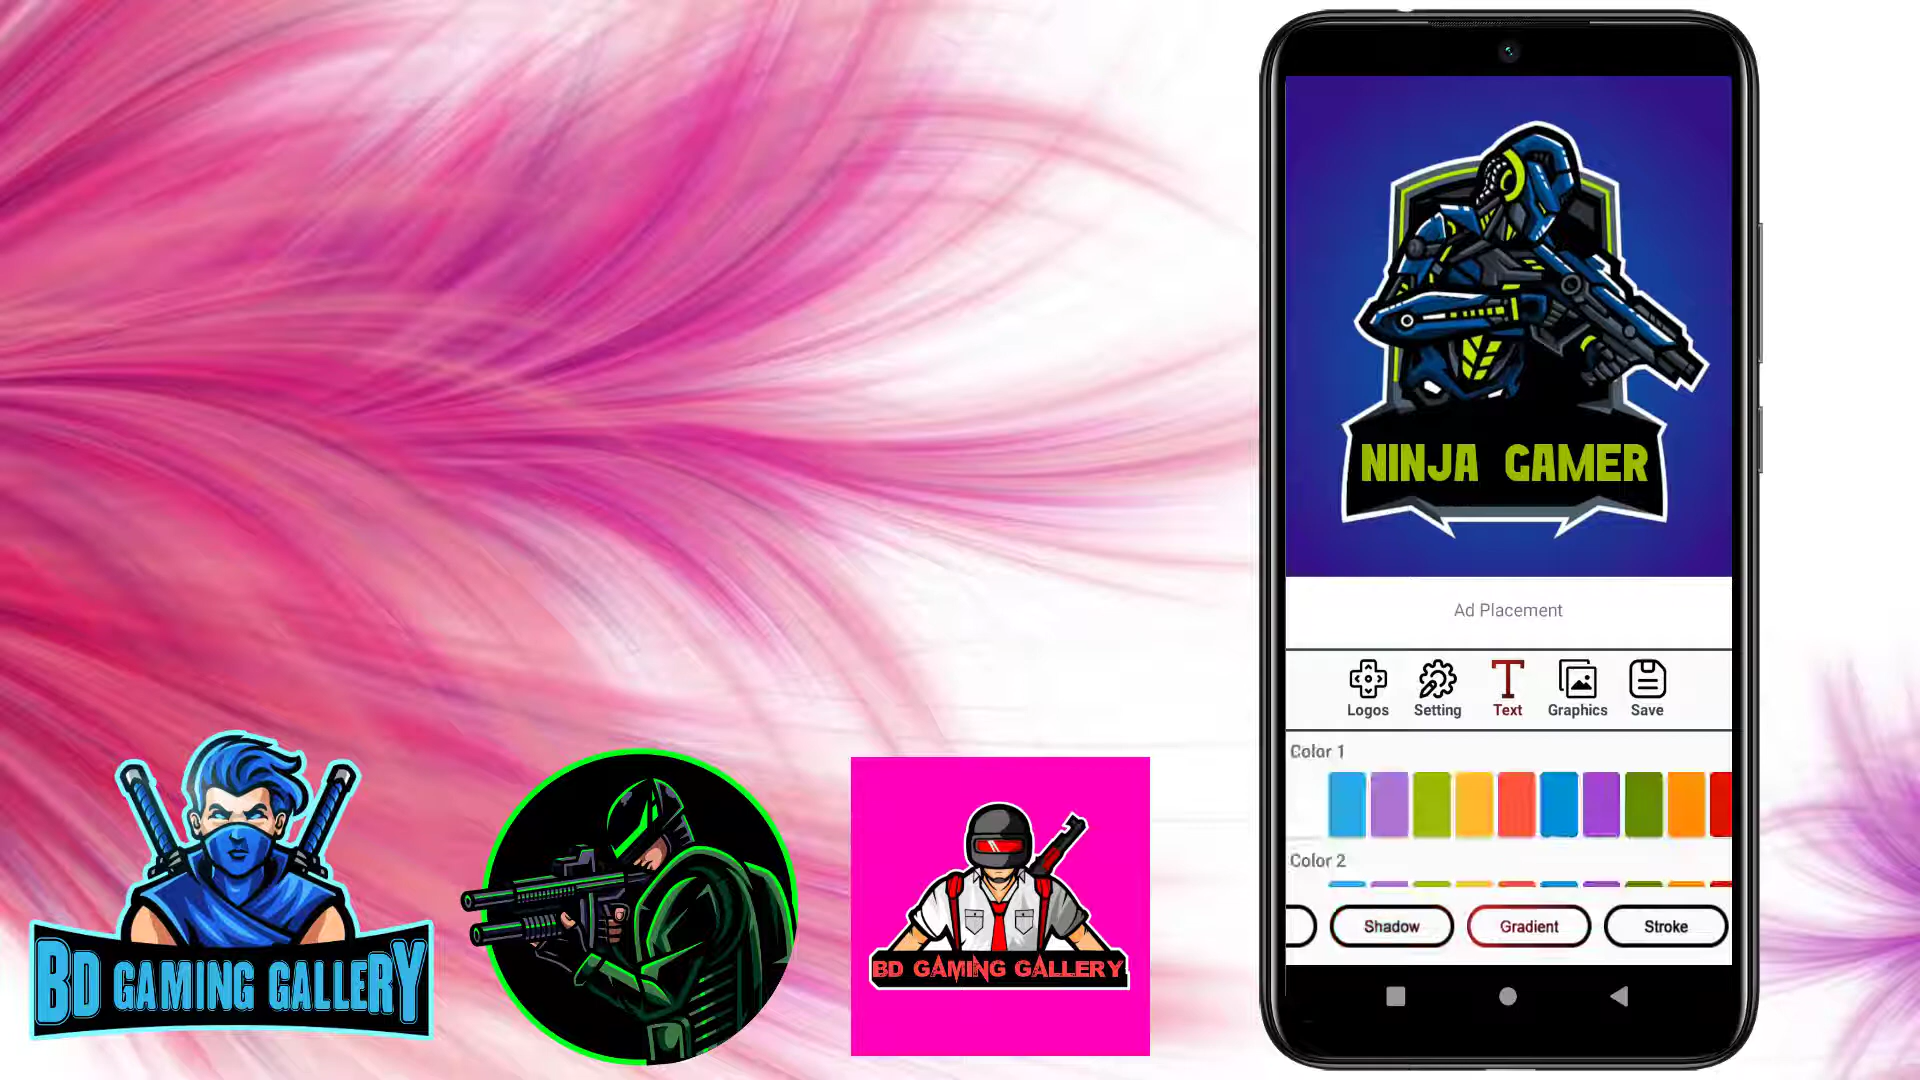 NINJA GAMER
Ad Placement
Logos
Setting
Text
Graphics
Save
Color 1
Color 2
Shadow
Gradient
Stroke
BD GAMING GALLERY
BD GAMING GALLERY